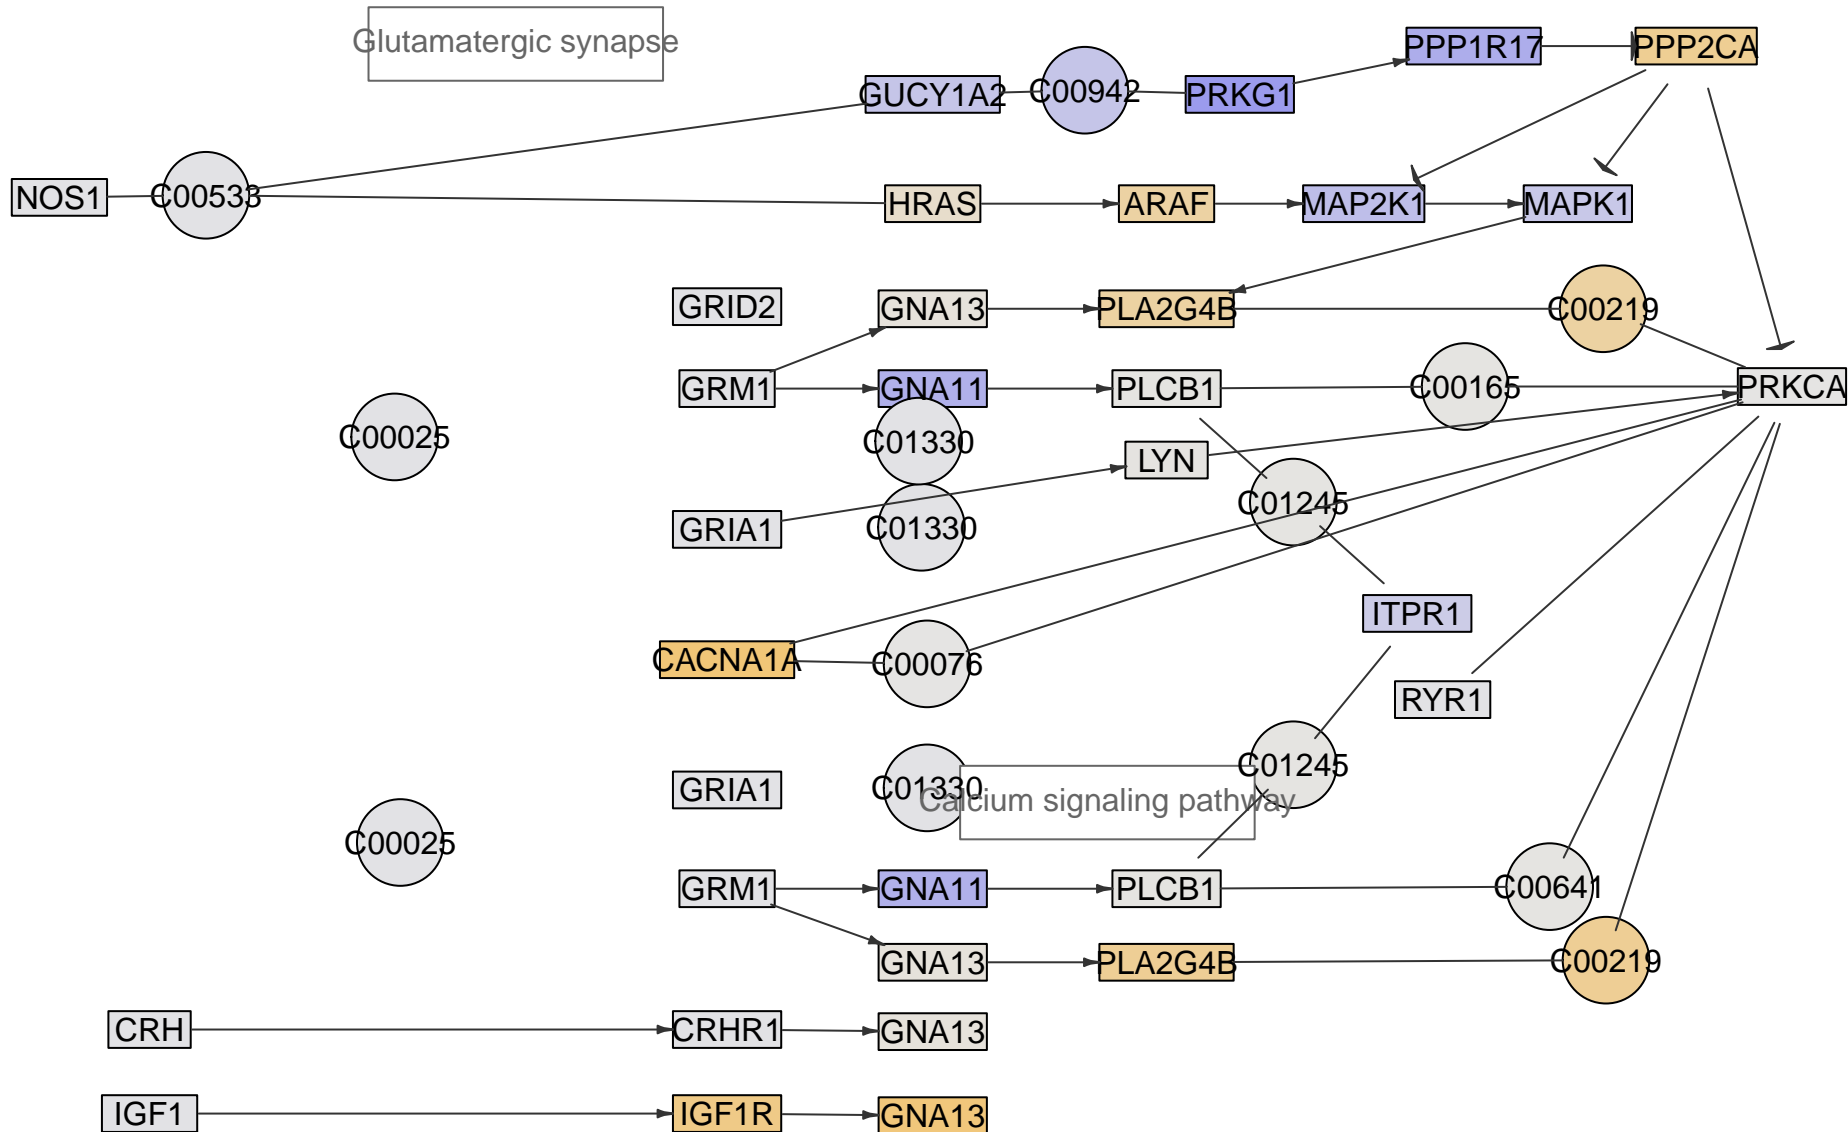 Glutamatergic synapse
PPP1R17
PPP2CA
GUCY1A2
C00942
PRKG1
NOS1
C00533
HRAS
ARAF
MAP2K1
MAPK1
GRID2
GNA13
PLA2G4B
C00219
GRM1
GNA11
PLCB1
C00165
PRKCA
C00025
C01330
LYN
C01245
GRIA1
C01330
ITPR1
CACNA1A
C00076
RYR1
C01245
GRIA1
C01330
Calcium signaling pathway
C00025
GRM1
GNA11
PLCB1
C00641
GNA13
PLA2G4B
C00219
CRH
CRHR1
GNA13
IGF1
IGF1R
GNA13